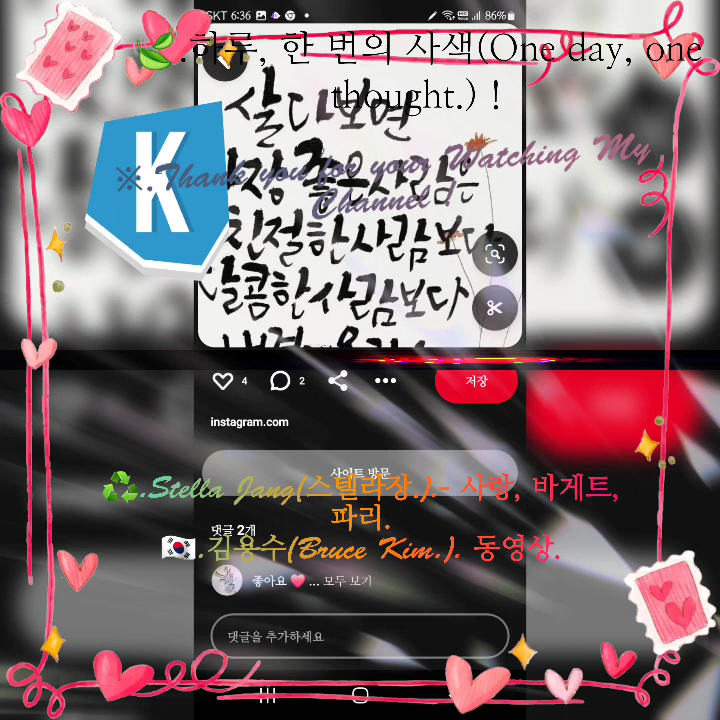 SKT 6:36 86%
.하루, 한 번의 사색(One day, one
thought.) !
살다보면
가장 좋은 사람은
K
※.Thank you for your Watching My
Channel !
친절한 사람보다
달콤한 사람보다
4 2 저장
instagram.com
사이트 방문
♻️.Stella Jang(스텔라장.).- 사랑, 바게트,
파리.
댓글 2개
🇰🇷.김용수(Bruce Kim.). 동영상.
좋아요 ❤️ ... 모두 보기
댓글을 추가하세요